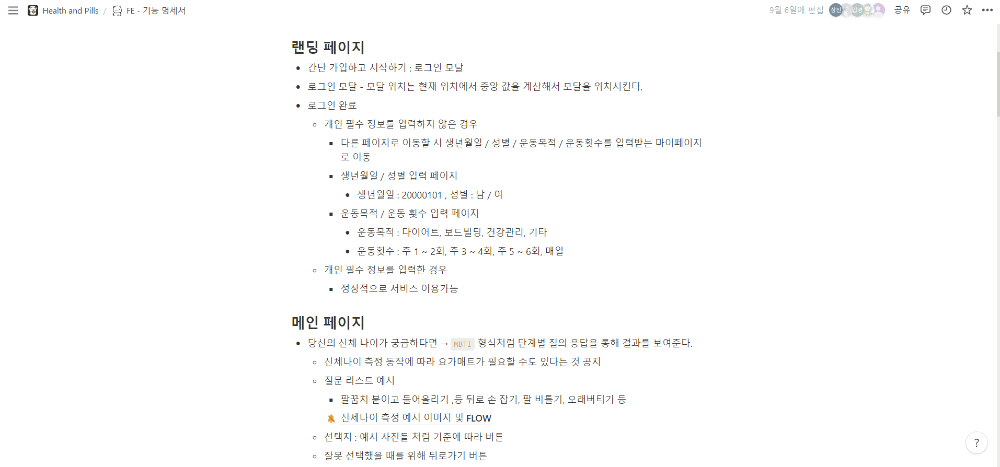 Health and Pills / FE - 기능 명세서
9월 6일에 편집 상진 갑경 공유
랜딩 페이지
간단 가입하고 시작하기 : 로그인 모달
로그인 모달 - 모달 위치는 현재 위치에서 중앙 값을 계산해서 모달을 위치시킨다.
로그인 완료
개인 필수 정보를 입력하지 않은 경우
다른 페이지로 이동할 시 생년월일 / 성별 / 운동목적 / 운동횟수를 입력받는 마이페이지
로 이동
생년월일 / 성별 입력 페이지
생년월일 : 20000101 , 성별 : 남 / 여
운동목적 / 운동 횟수 입력 페이지
운동목적 : 다이어트, 보드빌딩, 건강관리, 기타
운동횟수 : 주 1 ~ 2회, 주 3 ~ 4회, 주 5 ~ 6회, 매일
개인 필수 정보를 입력한 경우
정상적으로 서비스 이용가능
메인 페이지
당신의 신체 나이가 궁금하다면 → MBTI 형식처럼 단계별 질의 응답을 통해 결과를 보여준다.
신체나이 측정 동작에 따라 요가매트가 필요할 수도 있다는 것 공지
질문 리스트 예시
팔꿈치 붙이고 들어올리기 ,등 뒤로 손 잡기, 팔 비틀기, 오래버티기 등
신체나이 측정 예시 이미지 및 FLOW
선택지 : 예시 사진들 처럼 기준에 따라 버튼
잘못 선택했을 때를 위해 뒤로가기 버튼
?